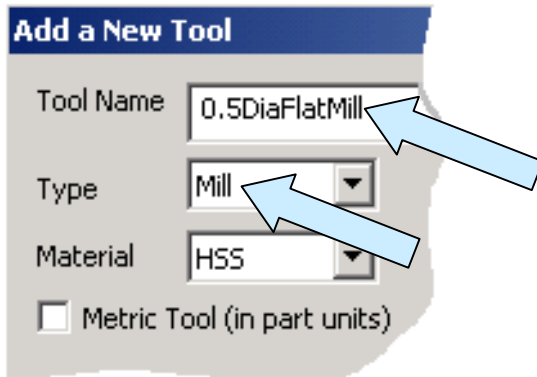 Add a New Tool
Tool Name 0.5DiaFlatMill
Type Mill
Material HSS
Metric Tool (in part units)